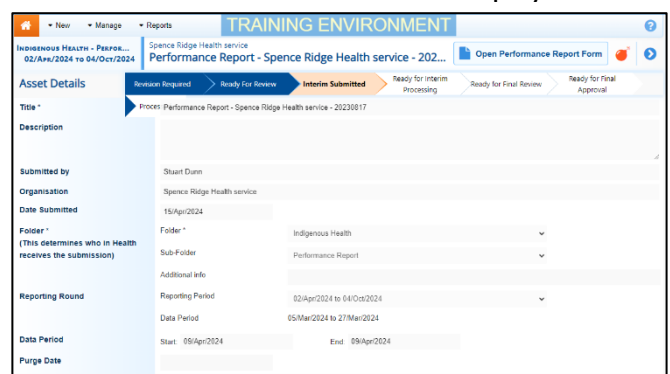 New Manage Reports TRAINING ENVIRONMENT
Indigenous Health - Perfor...
02/Apr/2024 to 04/Oct/2024
Spence Ridge Health service
Performance Report - Spence Ridge Health service - 202...
Open Performance Report Form
Asset Details
Revision Required
Ready For Review
Interim Submitted
Ready for Interim
Processing
Ready for Final Review
Ready for Final
Approval
Title *
Proces
Performance Report - Spence Ridge Health service - 20230817
Description
Submitted by
Stuart Dunn
Organisation
Spence Ridge Health service
Date Submitted
15/Apr/2024
Folder *
(This determines who in Health
receives the submission)
Folder *
Indigenous Health
Sub-Folder
Performance Report
Additional info
Reporting Round
Reporting Period
02/Apr/2024 to 04/Oct/2024
Data Period
05/Mar/2024 to 27/Mar/2024
Data Period
Start: 09/Apr/2024
End: 09/Apr/2024
Purge Date